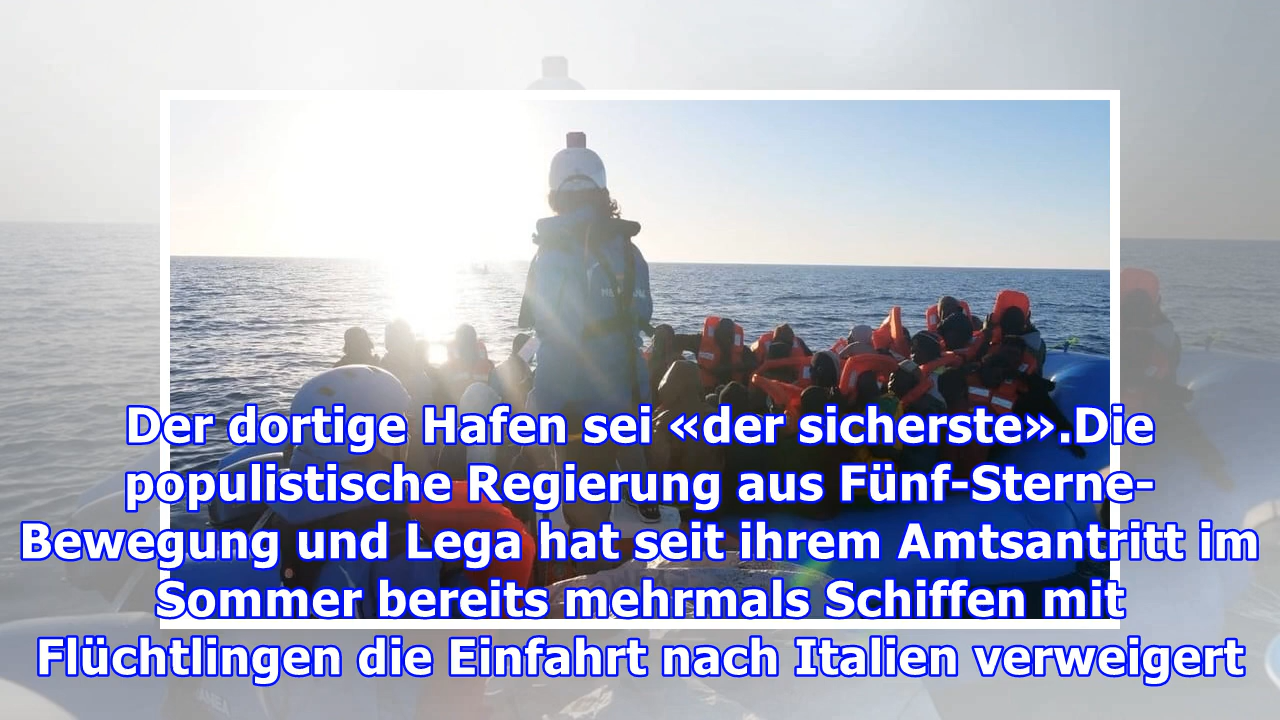 Der dortige Hafen sei «der sicherste».Die
populistische Regierung aus Fünf-Sterne-
Bewegung und Lega hat seit ihrem Amtsantritt im
Sommer bereits mehrmals Schiffen mit
Flüchtlingen die Einfahrt nach Italien verweigert